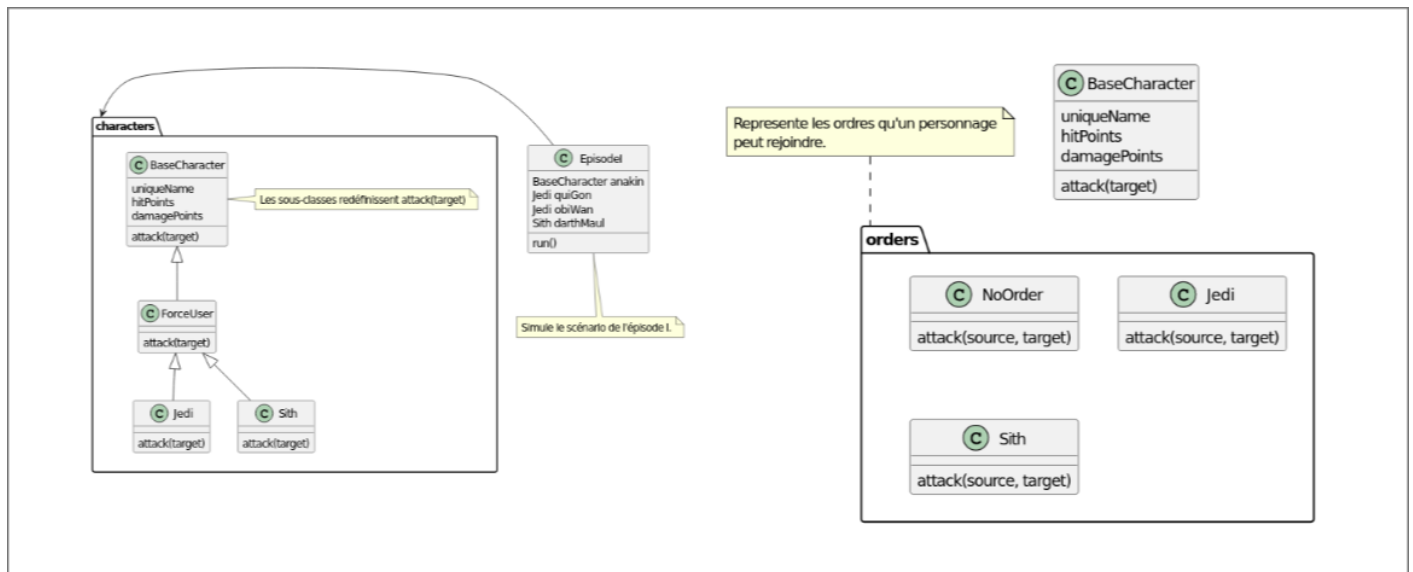 characters
C BaseCharacter
uniqueName
hitPoints
damagePoints
attack(target)
Les sous-classes redéfinissent attack(target)
C ForceUser
attack(target)
C Jedi
attack(target)
C Sith
attack(target)
C EpisodeI
BaseCharacter anakin
Jedi quiGon
Jedi obiWan
Sith darthMaul
run()
Simule le scénario de l'épisode I.
Represente les ordres qu'un personnage
peut rejoindre.
C BaseCharacter
uniqueName
hitPoints
damagePoints
attack(target)
orders
C NoOrder
attack(source, target)
C Jedi
attack(source, target)
C Sith
attack(source, target)